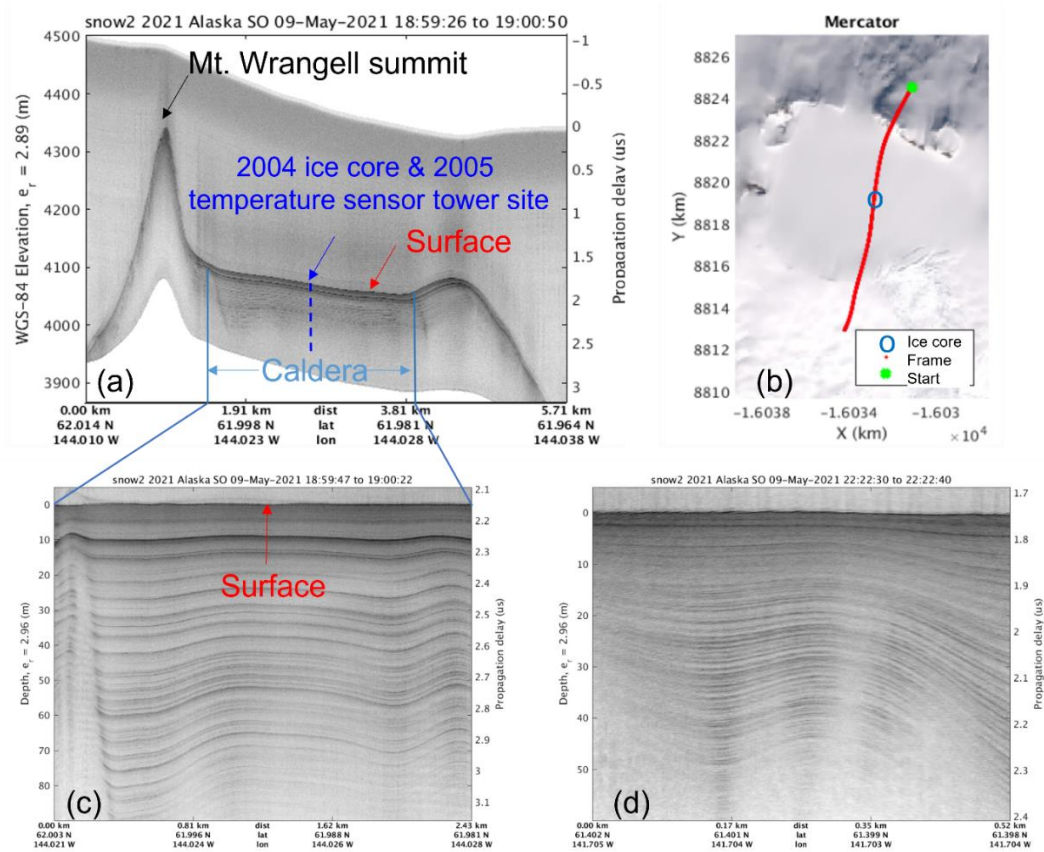 snow2 2021 Alaska SO 09-May-2021 18:59:26 to 19:00:50
4500
4400
4300
4200
4100
4000
3900
WGS-84 Elevation, e_r = 2.89 (m)
Mt. Wrangell summit
2004 ice core & 2005
temperature sensor tower site
Surface
Caldera
(a)
-1
-0.5
0
0.5
1
1.5
2
2.5
3
Propagation delay (us)
0.00 km 1.91 km dist 3.81 km 5.71 km
62.014 N 61.998 N lat 61.981 N 61.964 N
144.010 W 144.023 W lon 144.028 W 144.038 W
Mercator
8826
8824
8822
8820
8818
8816
8814
8812
8810
Y (km)
Ice core
Frame
Start
(b)
-1.6038 -1.6034 -1.603
X (km) × 10⁴
snow2 2021 Alaska SO 09-May-2021 18:59:47 to 19:00:22
0
10
20
30
40
50
60
70
80
Depth, e_r = 2.96 (m)
Surface
(c)
2.1
2.2
2.3
2.4
2.5
2.6
2.7
2.8
2.9
3
3.1
Propagation delay (us)
0.00 km 0.81 km dist 1.62 km 2.43 km
62.003 N 61.996 N lat 61.988 N 61.981 N
144.021 W 144.024 W lon 144.026 W 144.028 W
snow2 2021 Alaska SO 09-May-2021 22:22:30 to 22:22:40
0
10
20
30
40
50
Depth, e_r = 2.96 (m)
(d)
1.7
1.8
1.9
2
2.1
2.2
2.3
2.4
Propagation delay (us)
0.00 km 0.17 km dist 0.35 km 0.52 km
61.402 N 61.401 N lat 61.399 N 61.398 N
141.705 W 141.704 W lon 141.703 W 141.704 W